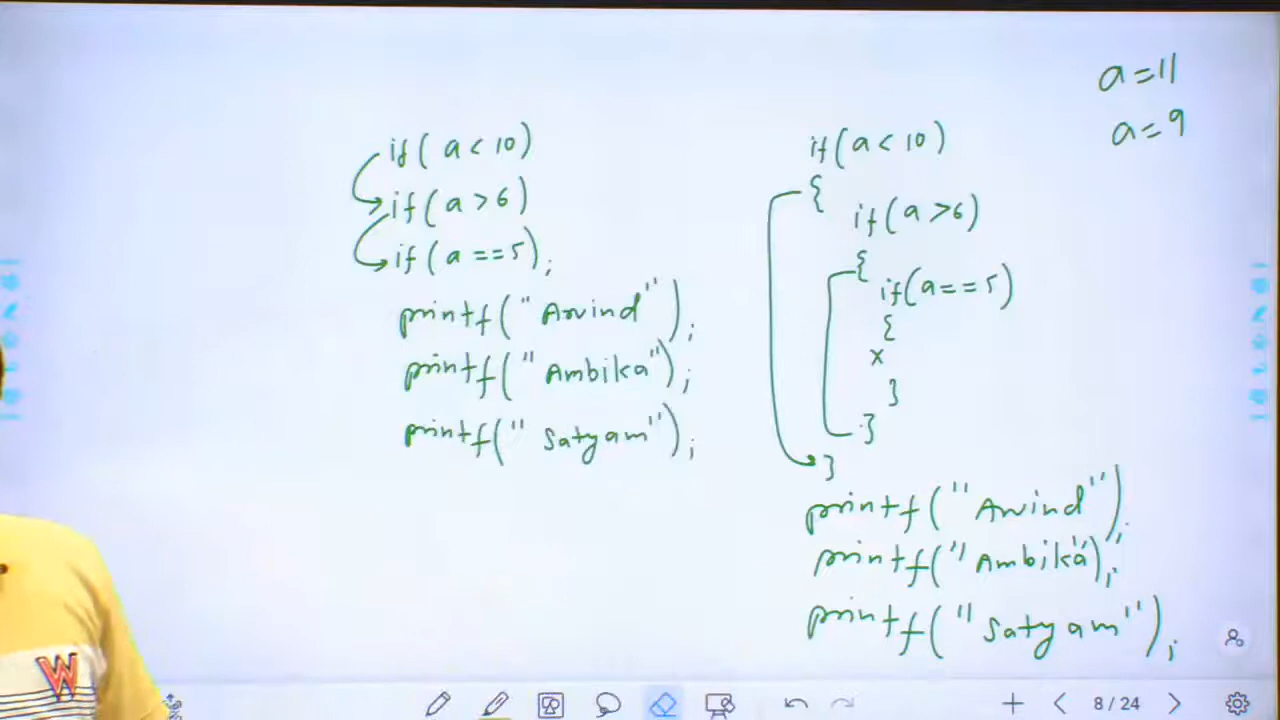 a=11
a=9
if(a<10)
if(a>6)
if(a==5);
printf("Arvind");
printf("Ambika");
printf("Satyam");
if(a<10)
{
if(a>6)
{
if(a==5)
{
x
}
}
}
printf("Arvind");
printf("Ambika");
printf("Satyam");
W
8/24